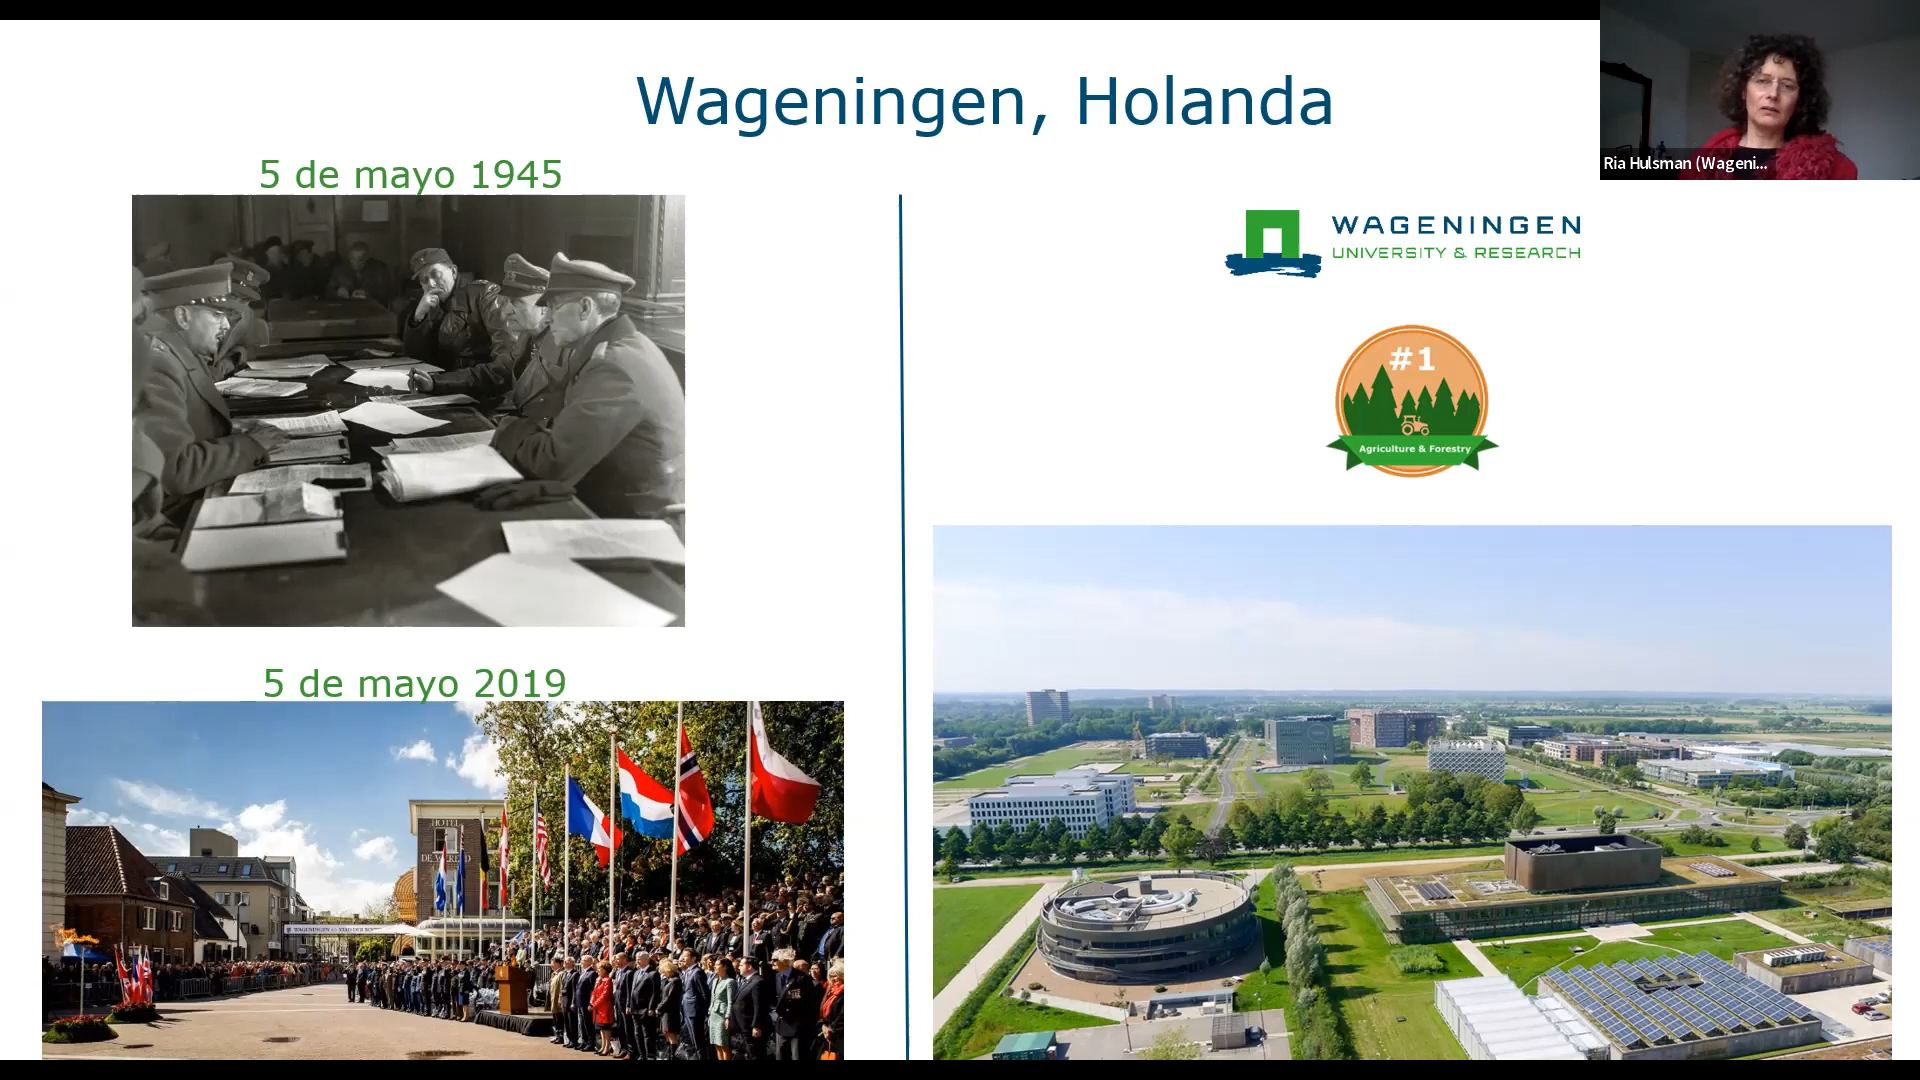 Wageningen, Holanda
Ria Hulsman (Wageni...
5 de mayo 1945
WAGENINGEN
UNIVERSITY & RESEARCH
#1
Agriculture & Forestry
5 de mayo 2019
HOTEL
DE WERELD